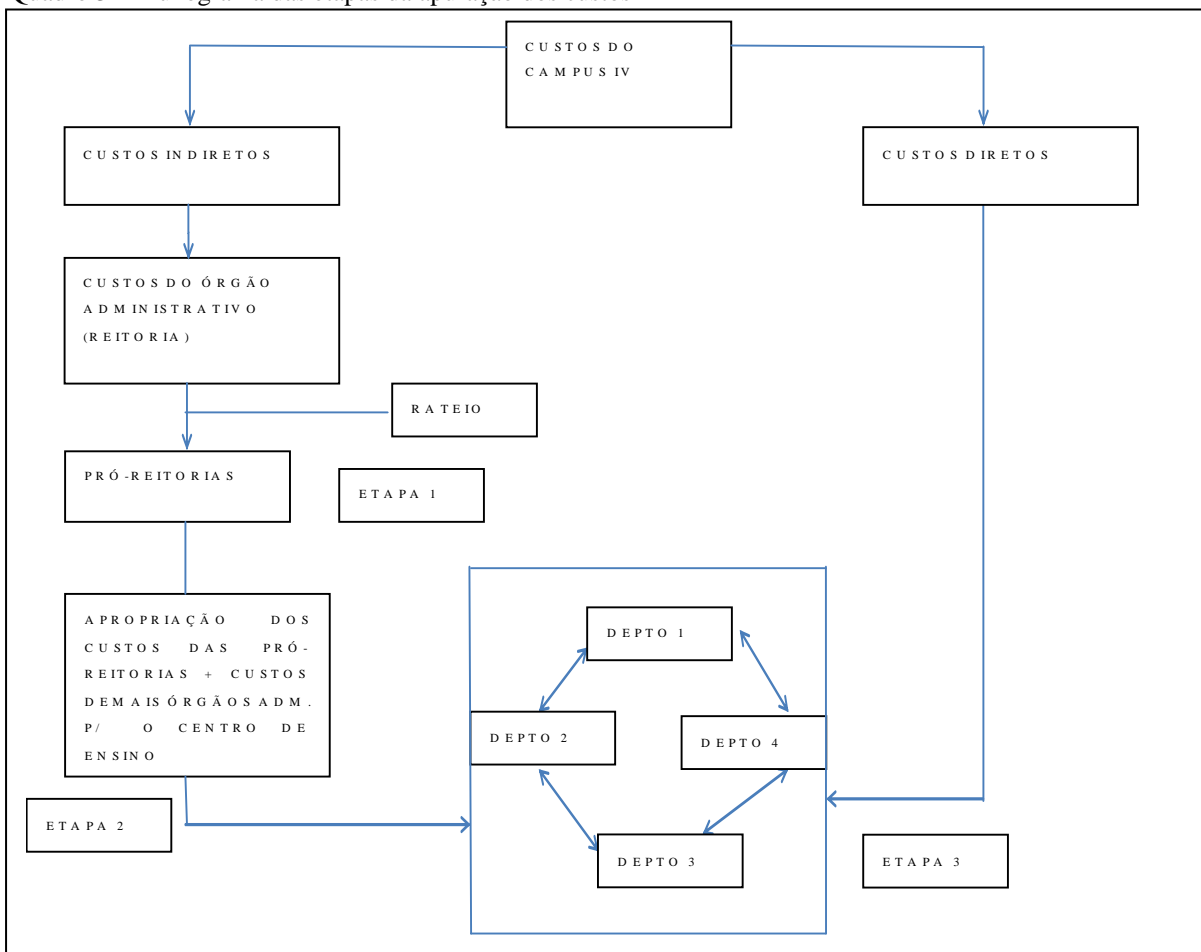 CUSTOS DO
CAMPUS IV
CUSTOS INDIRETOS
CUSTOS DIRETOS
CUSTOS DO ÓRGÃO
ADMINISTRATIVO
(REITORIA)
RATEIO
PRÓ-REITORIAS
ETAPA 1
APROPRIAÇÃO DOS
CUSTOS DAS PRÓ-
REITORIAS + CUSTOS
DEMAIS ÓRGÃOS ADM.
P/ O CENTRO DE
ENSINO
DEPTO 1
DEPTO 2
DEPTO 4
ETAPA 2
DEPTO 3
ETAPA 3